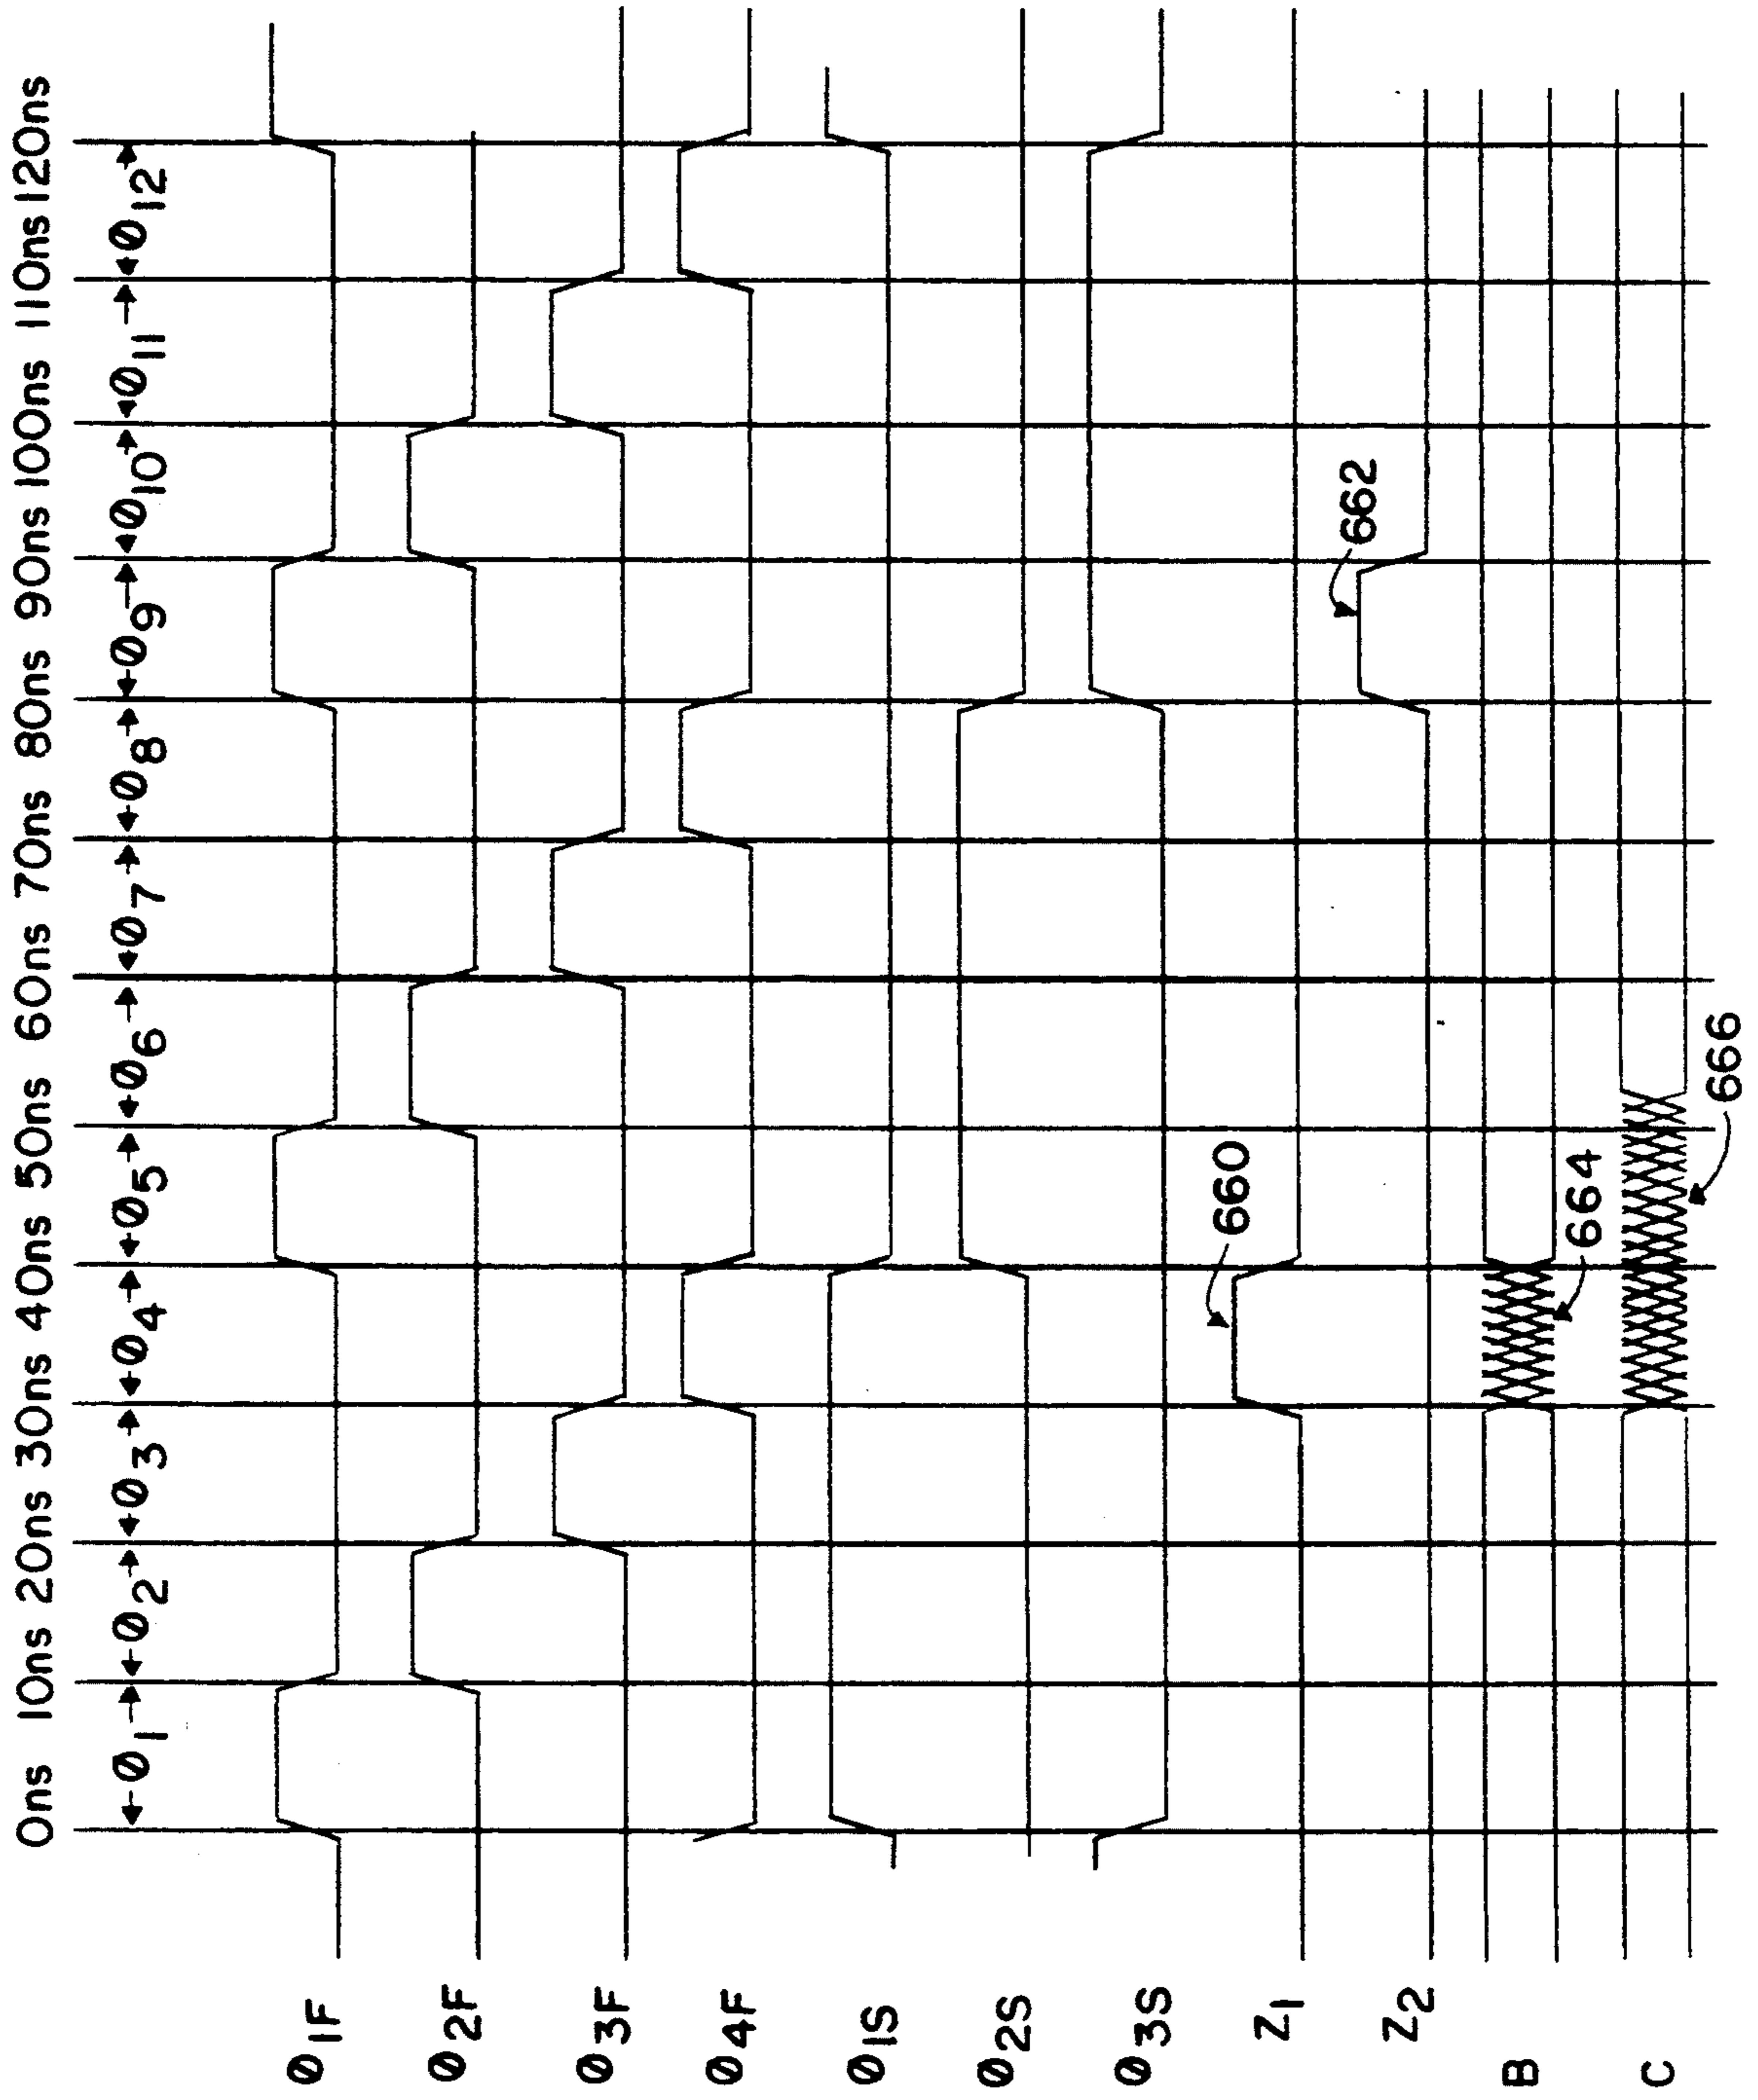 0ns 10ns 20ns 30ns 40ns 50ns 60ns 70ns 80ns 90ns 100ns 110ns 120ns
Ø1 Ø2 Ø3 Ø4 Ø5 Ø6 Ø7 Ø8 Ø9 Ø10 Ø11 Ø12
Ø1F
Ø2F
Ø3F
Ø4F
Ø1S
Ø2S
Ø3S
660
Z1
662
Z2
B
664
C
666